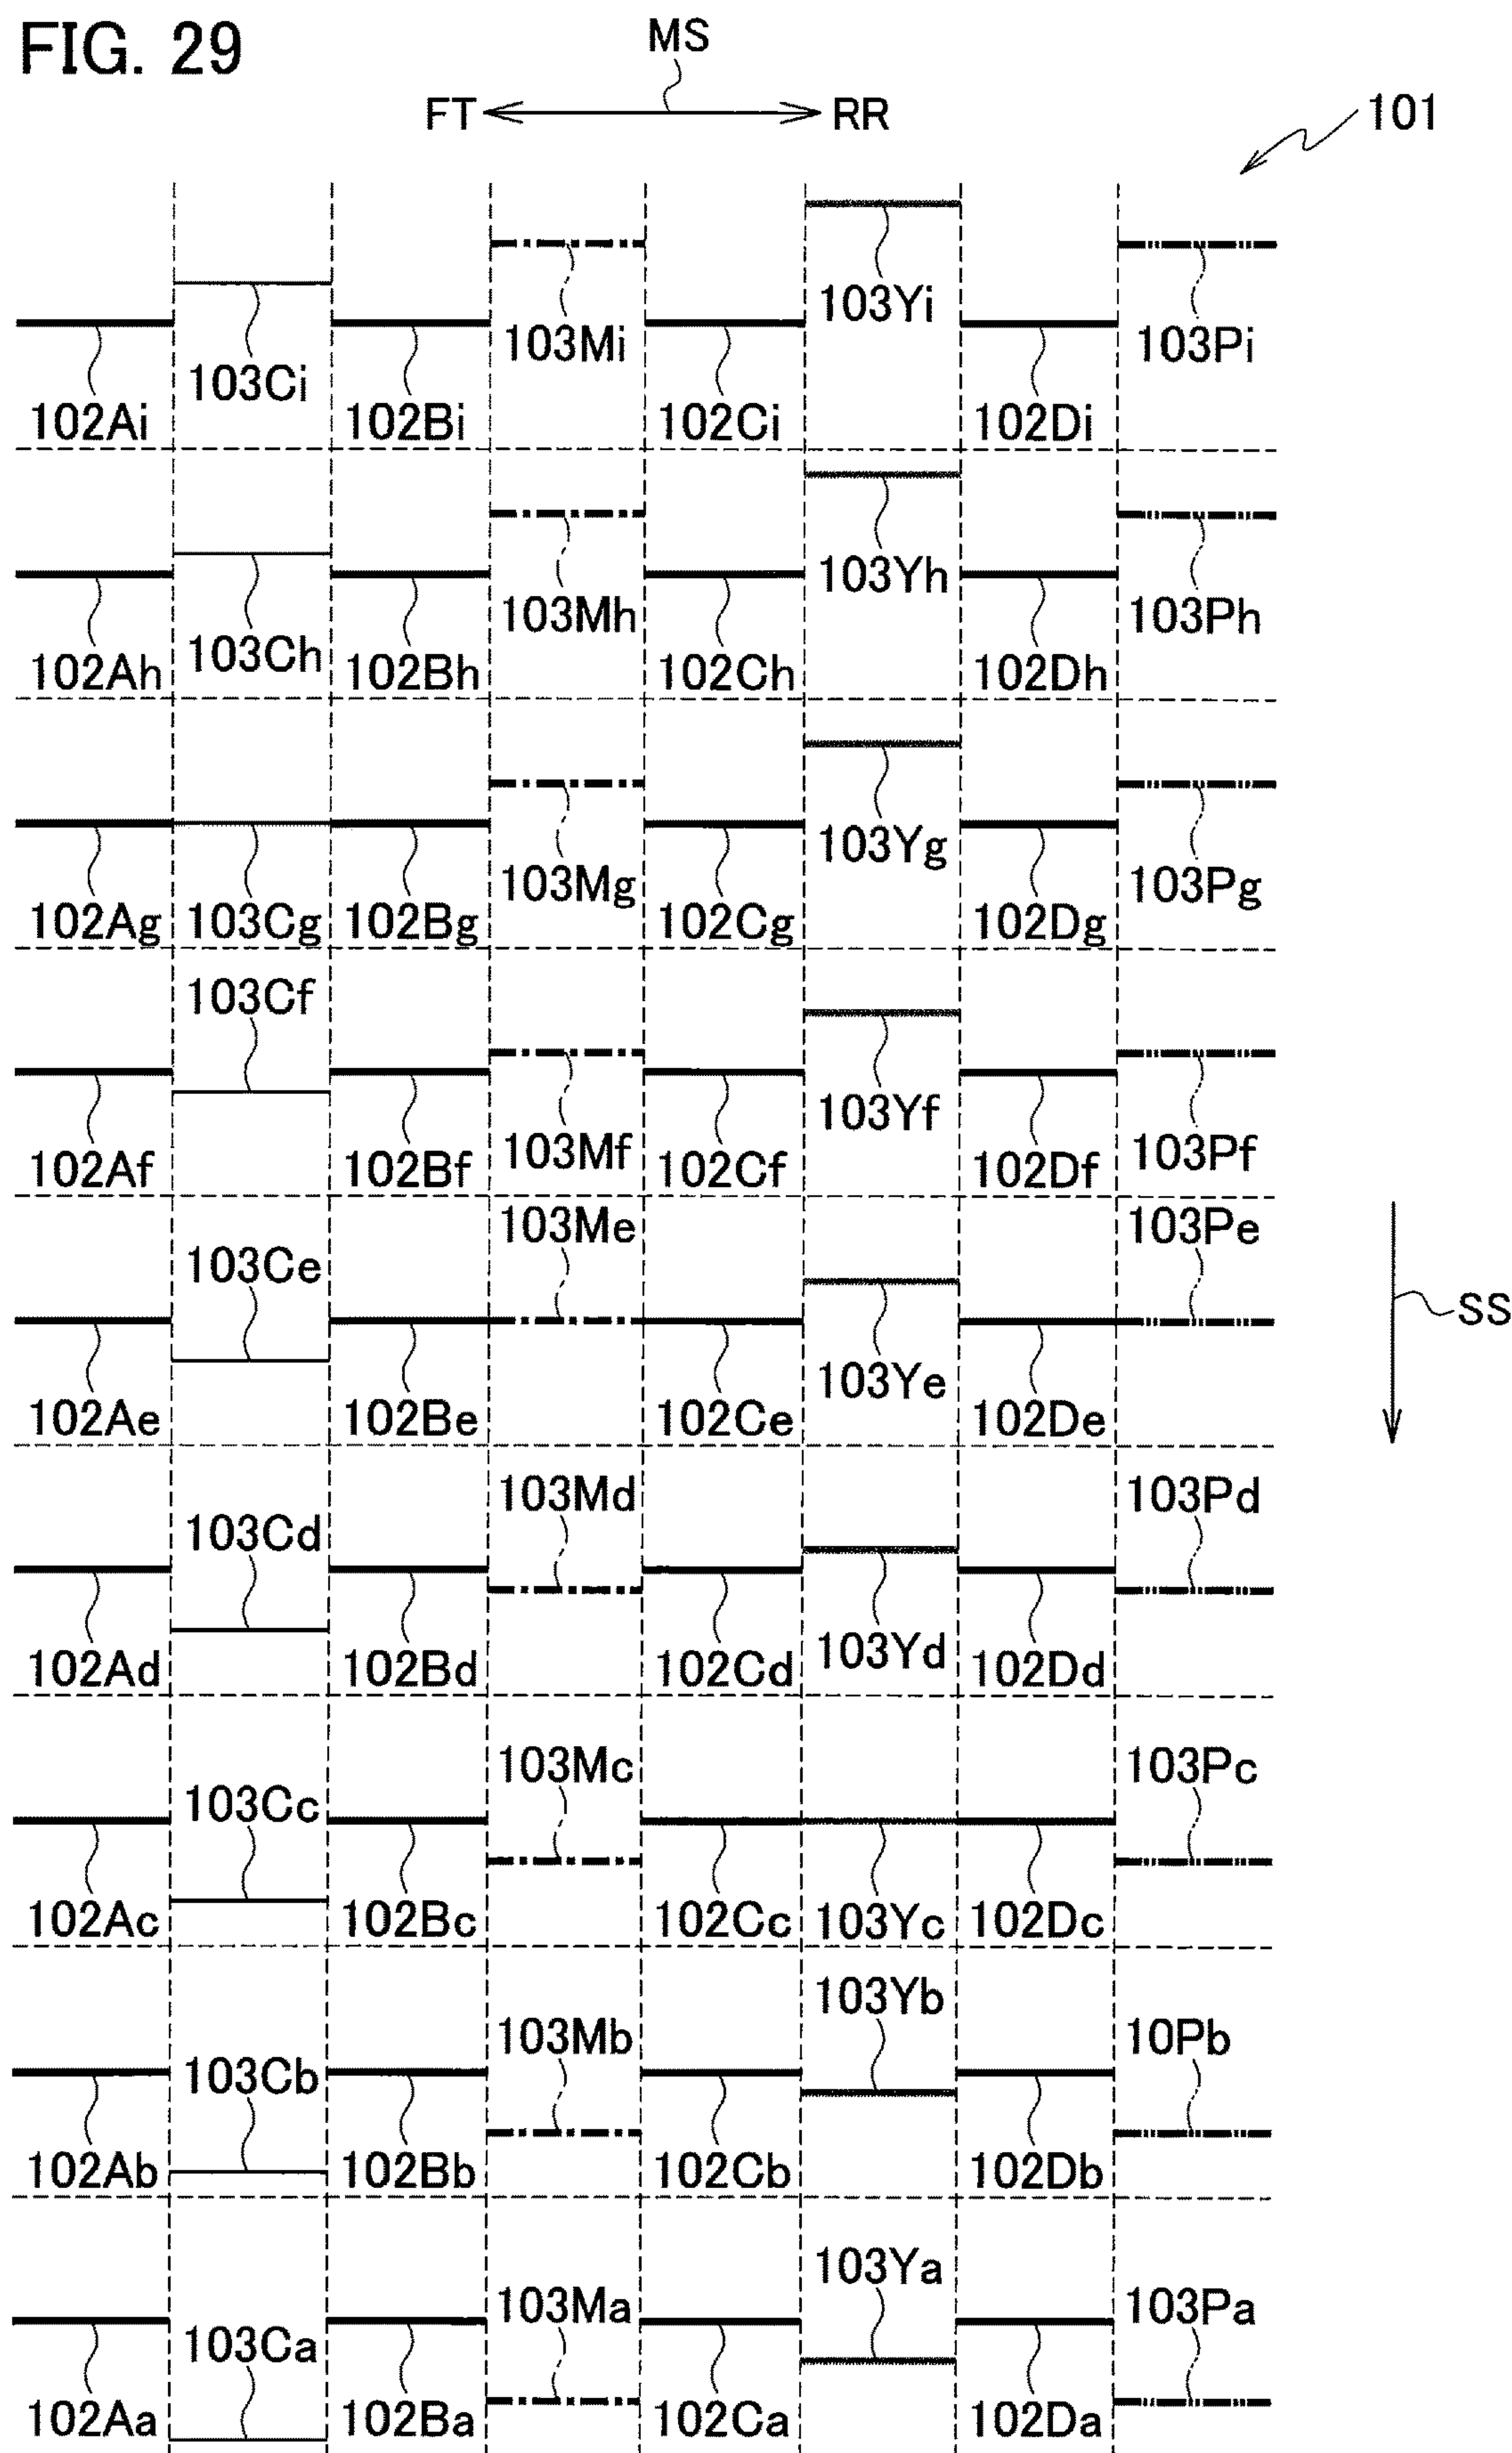 FIG. 29
MS
FT RR
101
103Yi
103Mi 103Pi
103Ci
102Ai 102Bi 102Ci 102Di
103Yh
103Mh 103Ph
103Ch
102Ah 102Bh 102Ch 102Dh
103Yg
103Mg 103Pg
102Ag 103Cg 102Bg 102Cg 102Dg
103Cf
103Yf
103Mf 103Pf
102Af 102Bf 102Cf 102Df
103Me 103Pe
103Ce
SS
103Ye
102Ae 102Be 102Ce 102De
103Md 103Pd
103Cd
103Yd
102Ad 102Bd 102Cd 102Dd
103Mc 103Pc
103Cc
102Ac 102Bc 102Cc 103Yc 102Dc
103Yb
103Mb 10Pb
103Cb
102Ab 102Bb 102Cb 102Db
103Ya
103Ma 103Pa
103Ca
102Aa 102Ba 102Ca 102Da